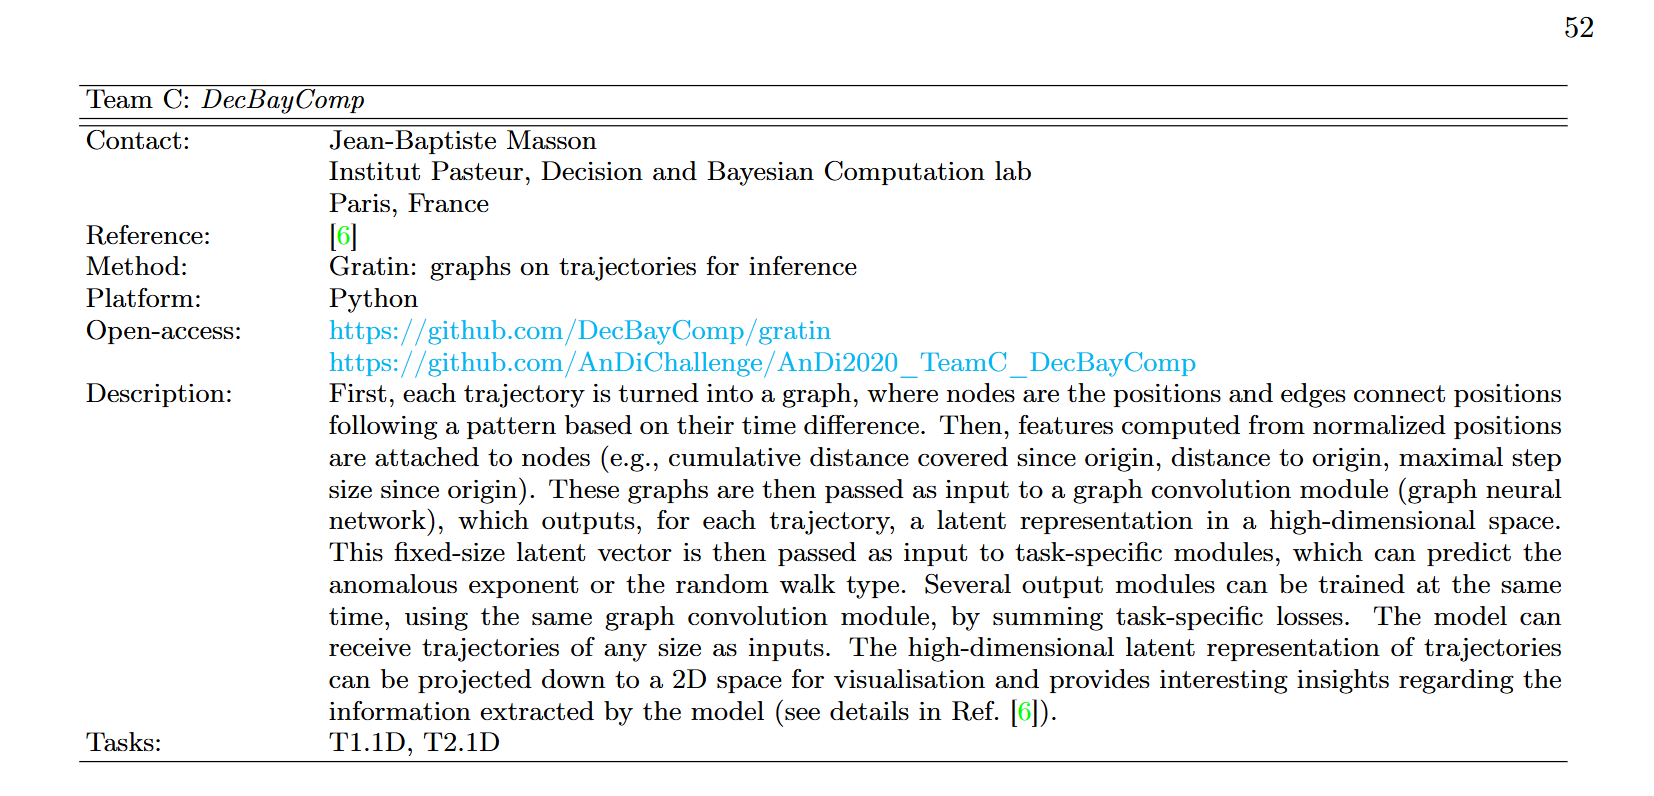 52
Team C: DecBayComp
Contact: Jean-Baptiste Masson
Institut Pasteur, Decision and Bayesian Computation lab
Paris, France
Reference: [6]
Method: Gratin: graphs on trajectories for inference
Platform: Python
Open-access: https://github.com/DecBayComp/gratin
https://github.com/AnDiChallenge/AnDi2020_TeamC_DecBayComp
Description: First, each trajectory is turned into a graph, where nodes are the positions and edges connect positions
following a pattern based on their time difference. Then, features computed from normalized positions
are attached to nodes (e.g., cumulative distance covered since origin, distance to origin, maximal step
size since origin). These graphs are then passed as input to a graph convolution module (graph neural
network), which outputs, for each trajectory, a latent representation in a high-dimensional space.
This fixed-size latent vector is then passed as input to task-specific modules, which can predict the
anomalous exponent or the random walk type. Several output modules can be trained at the same
time, using the same graph convolution module, by summing task-specific losses. The model can
receive trajectories of any size as inputs. The high-dimensional latent representation of trajectories
can be projected down to a 2D space for visualisation and provides interesting insights regarding the
information extracted by the model (see details in Ref. [6]).
Tasks: T1.1D, T2.1D